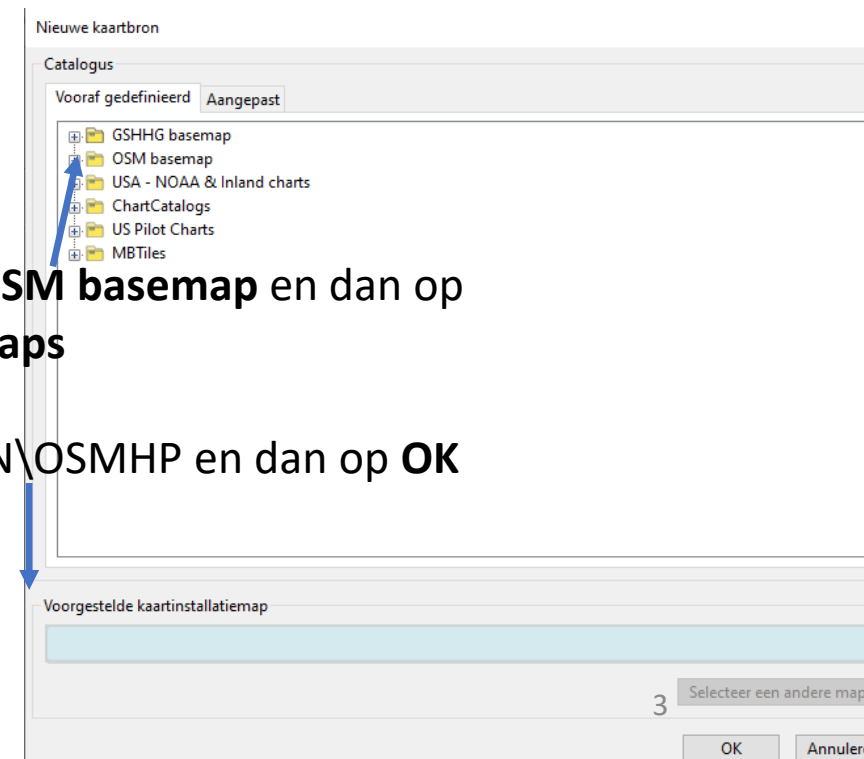 Nieuwe kaartbron
Catalogus
Vooraf gedefinieerd Aangepast
GSHHG basemap
OSM basemap
USA - NOAA & Inland charts
ChartCatalogs
US Pilot Charts
MBTiles
SM basemap en dan op
aps
N\OSMHP en dan op OK
Voorgestelde kaartinstallatiemap
3
Selecteer een andere map
OK Annulere